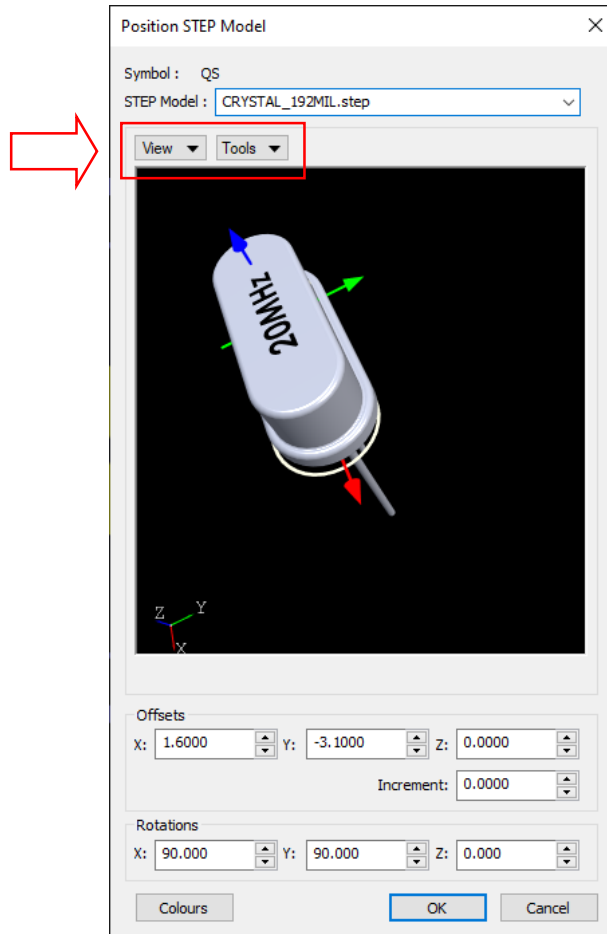 Position STEP Model
Symbol : QS
STEP Model : CRYSTAL_192MIL.step
View Tools
20MHz
Z Y
X
Offsets
X: 1.6000 Y: -3.1000 Z: 0.0000
Increment: 0.0000
Rotations
X: 90.000 Y: 90.000 Z: 0.000
Colours OK Cancel